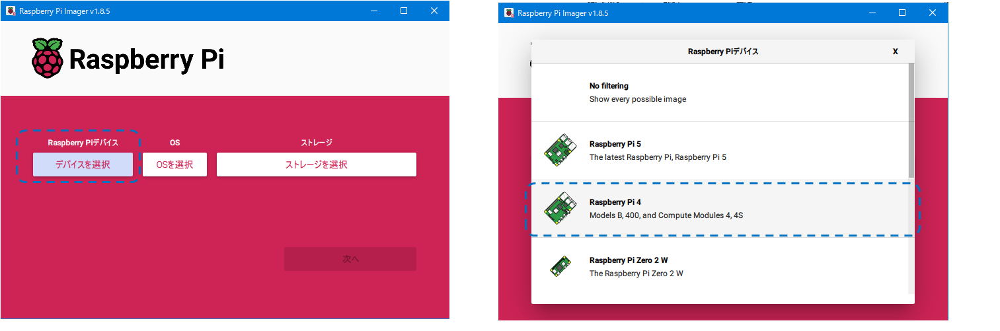 Raspberry Pi Imager v1.8.5
Raspberry Pi
Raspberry Piデバイス
OS
ストレージ
デバイスを選択
OSを選択
ストレージを選択
次へ
Raspberry Pi Imager v1.8.5
Raspberry Piデバイス
X
No filtering
Show every possible image
Raspberry Pi 5
The latest Raspberry Pi, Raspberry Pi 5
Raspberry Pi 4
Models B, 400, and Compute Modules 4, 4S
Raspberry Pi Zero 2 W
The Raspberry Pi Zero 2 W